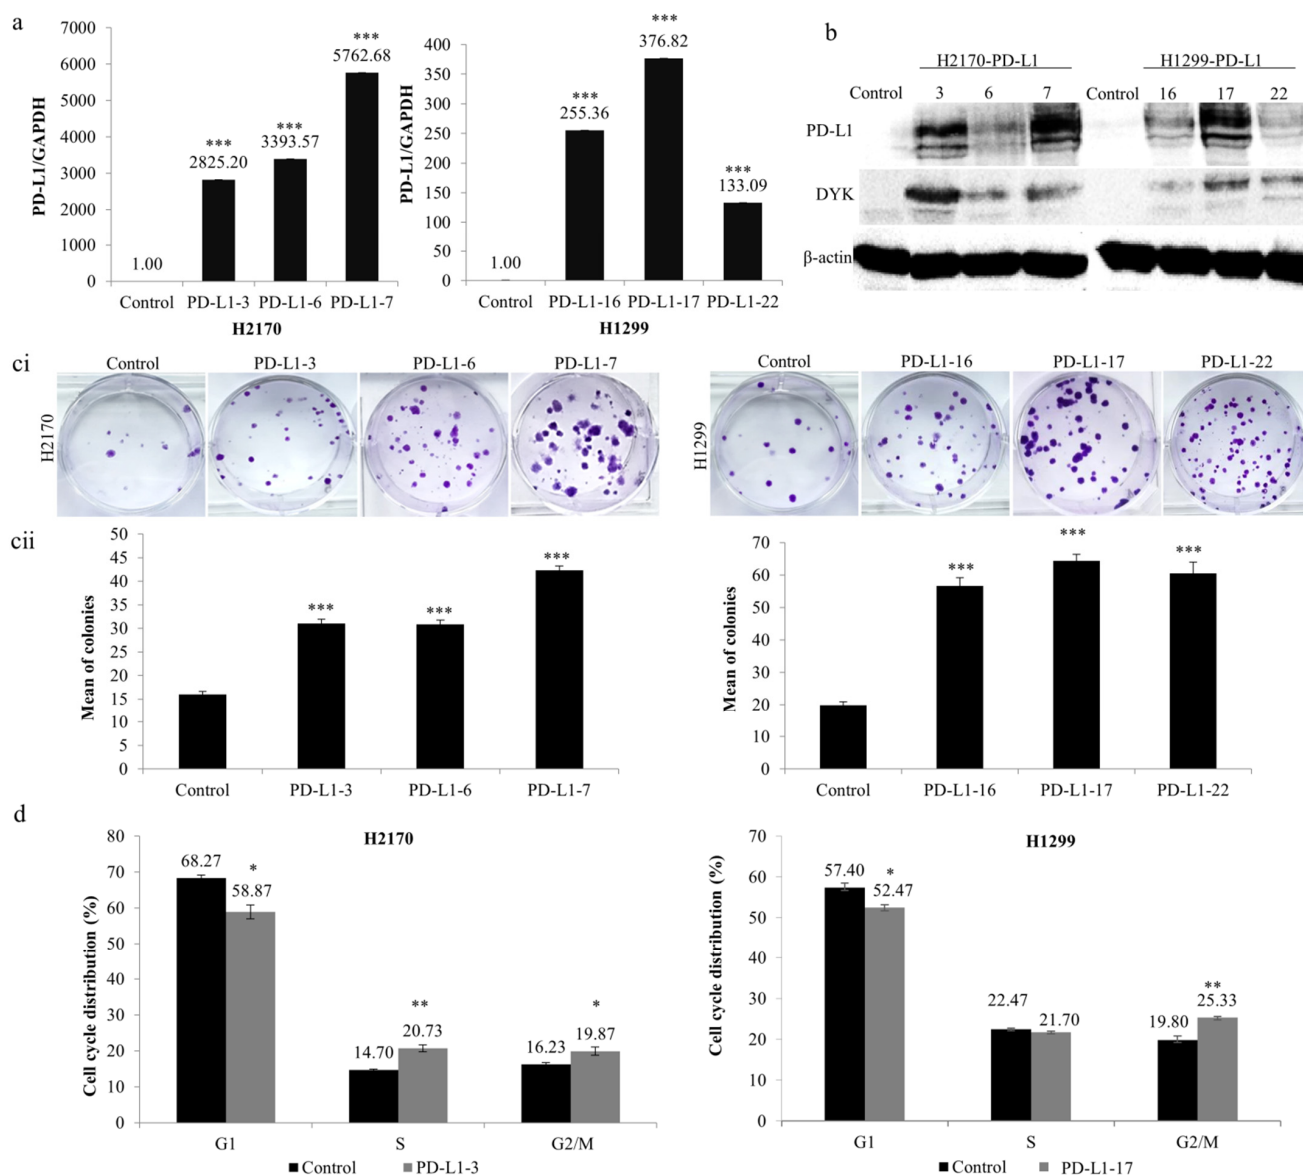 a
7000
6000
5000
4000
3000
2000
1000
0
PD-L1/GAPDH
1.00
***
2825.20
***
3393.57
***
5762.68
Control PD-L1-3 PD-L1-6 PD-L1-7
H2170
400
350
300
250
200
150
100
50
0
PD-L1/GAPDH
1.00
***
255.36
***
376.82
***
133.09
Control PD-L1-16 PD-L1-17 PD-L1-22
H1299
b
H2170-PD-L1 H1299-PD-L1
Control 3 6 7 Control 16 17 22
PD-L1
DYK
β-actin
ci
Control PD-L1-3 PD-L1-6 PD-L1-7
H2170
Control PD-L1-16 PD-L1-17 PD-L1-22
H1299
cii
50
45
40
35
30
25
20
15
10
5
0
Mean of colonies
*** *** ***
Control PD-L1-3 PD-L1-6 PD-L1-7
70
60
50
40
30
20
10
0
Mean of colonies
*** *** ***
Control PD-L1-16 PD-L1-17 PD-L1-22
d
H2170
80
70
60
50
40
30
20
10
0
Cell cycle distribution (%)
68.27
*
58.87
14.70
**
20.73
16.23
*
19.87
G1 S G2/M
Control PD-L1-3
H1299
70
60
50
40
30
20
10
0
Cell cycle distribution (%)
57.40
*
52.47
22.47
21.70
19.80
**
25.33
G1 S G2/M
Control PD-L1-17